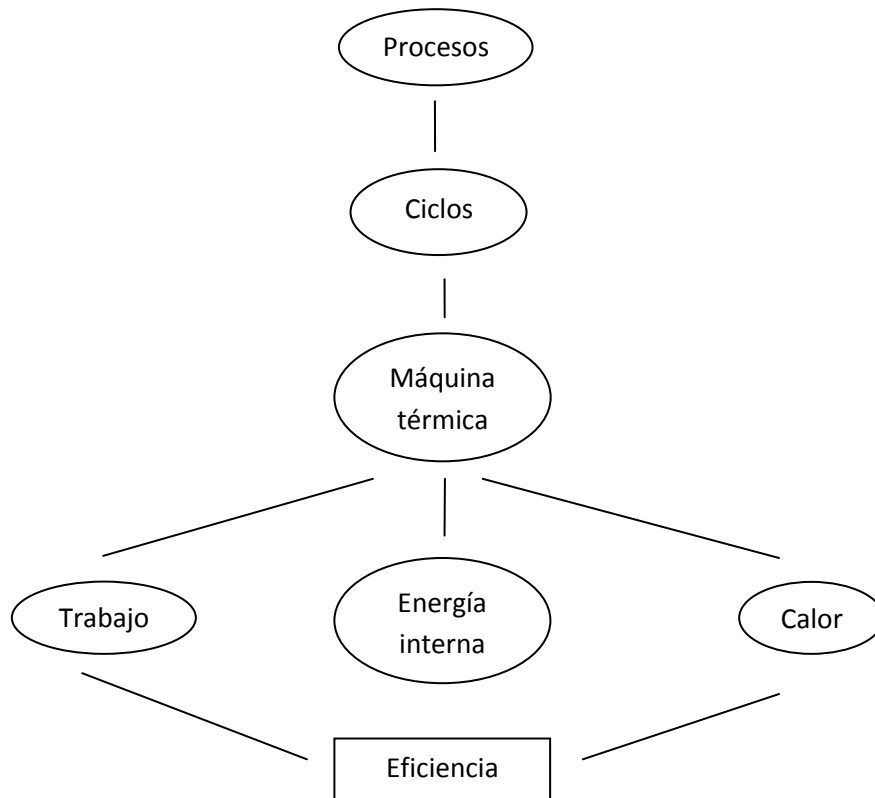 Procesos
Ciclos
Máquina
térmica
Trabajo
Energía
interna
Calor
Eficiencia